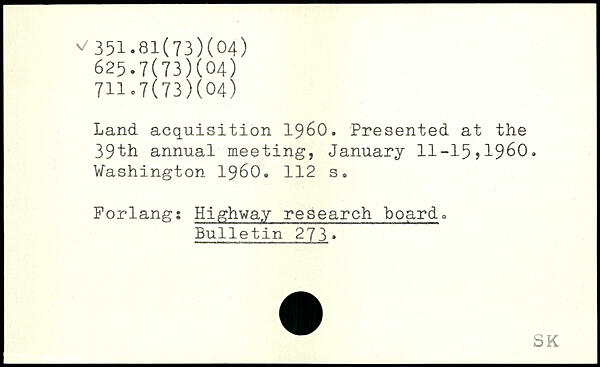 ✓ 351.81(73)(04)
625.7(73)(04)
711.7(73)(04)
Land acquisition 1960. Presented at the
39th annual meeting, January 11-15,1960.
Washington 1960. 112 s.
Forlang: Highway research board.
Bulletin 273.
SK